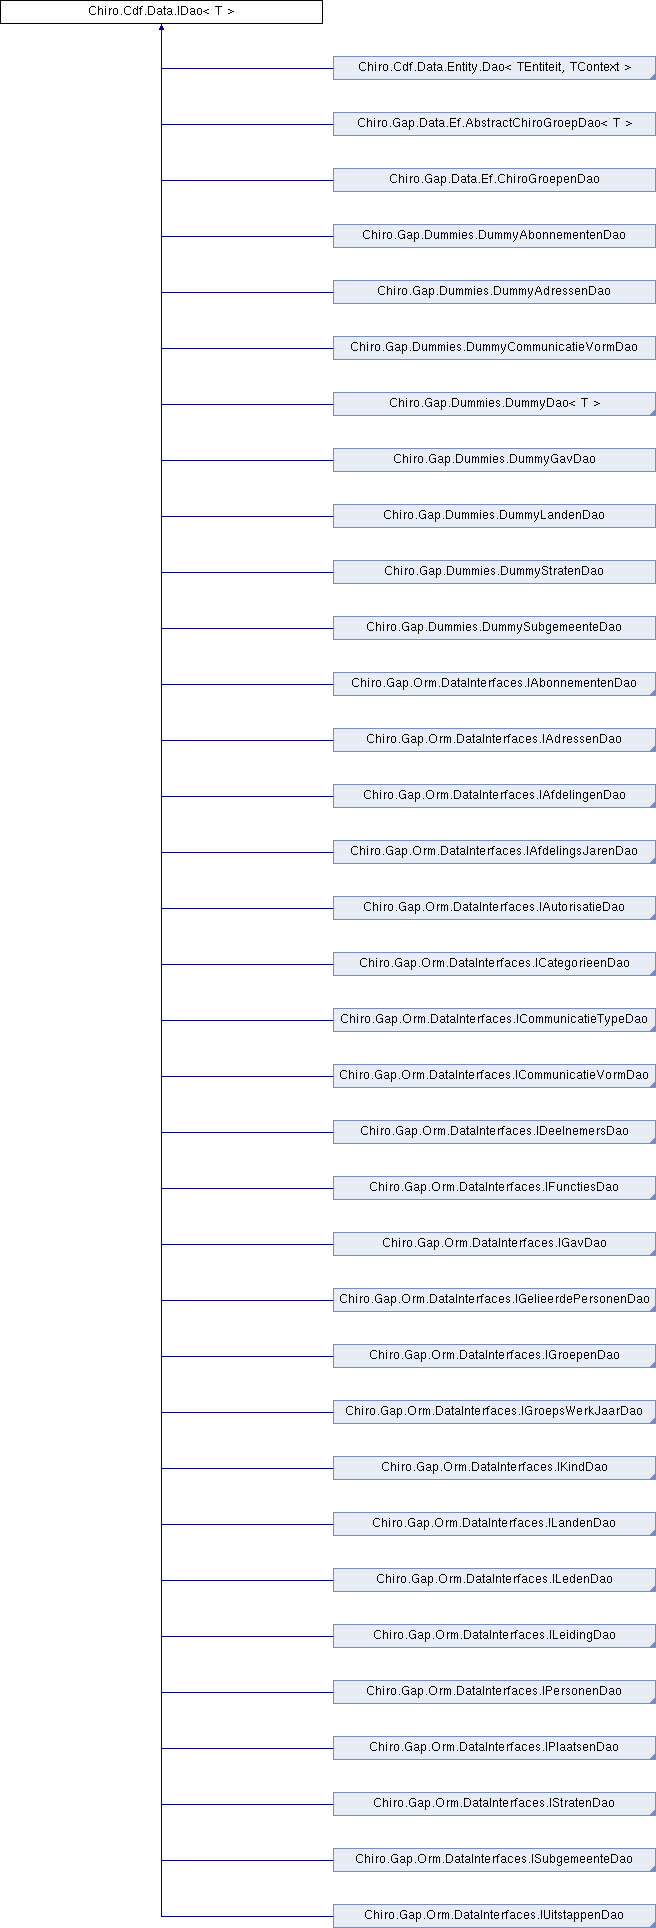 Chiro.Cdf.Data.IDao< T >
Chiro.Cdf.Data.Entity.Dao< TEntiteit, TContext >
Chiro.Gap.Data.Ef.AbstractChiroGroepDao< T >
Chiro.Gap.Data.Ef.ChiroGroepenDao
Chiro.Gap.Dummies.DummyAbonnementenDao
Chiro.Gap.Dummies.DummyAdressenDao
Chiro.Gap.Dummies.DummyCommunicatieVormDao
Chiro.Gap.Dummies.DummyDao< T >
Chiro.Gap.Dummies.DummyGavDao
Chiro.Gap.Dummies.DummyLandenDao
Chiro.Gap.Dummies.DummyStratenDao
Chiro.Gap.Dummies.DummySubgemeenteDao
Chiro.Gap.Orm.DataInterfaces.IAbonnementenDao
Chiro.Gap.Orm.DataInterfaces.IAdressenDao
Chiro.Gap.Orm.DataInterfaces.IAfdelingenDao
Chiro.Gap.Orm.DataInterfaces.IAfdelingsJarenDao
Chiro.Gap.Orm.DataInterfaces.IAutorisatieDao
Chiro.Gap.Orm.DataInterfaces.ICategorieenDao
Chiro.Gap.Orm.DataInterfaces.ICommunicatieTypeDao
Chiro.Gap.Orm.DataInterfaces.ICommunicatieVormDao
Chiro.Gap.Orm.DataInterfaces.IDeelnemersDao
Chiro.Gap.Orm.DataInterfaces.IFunctiesDao
Chiro.Gap.Orm.DataInterfaces.IGavDao
Chiro.Gap.Orm.DataInterfaces.IGelieerdePersonenDao
Chiro.Gap.Orm.DataInterfaces.IGroepenDao
Chiro.Gap.Orm.DataInterfaces.IGroepsWerkJaarDao
Chiro.Gap.Orm.DataInterfaces.IKindDao
Chiro.Gap.Orm.DataInterfaces.ILandenDao
Chiro.Gap.Orm.DataInterfaces.ILedenDao
Chiro.Gap.Orm.DataInterfaces.ILeidingDao
Chiro.Gap.Orm.DataInterfaces.IPersonenDao
Chiro.Gap.Orm.DataInterfaces.IPlaatsenDao
Chiro.Gap.Orm.DataInterfaces.IStratenDao
Chiro.Gap.Orm.DataInterfaces.ISubgemeenteDao
Chiro.Gap.Orm.DataInterfaces.IUitstappenDao